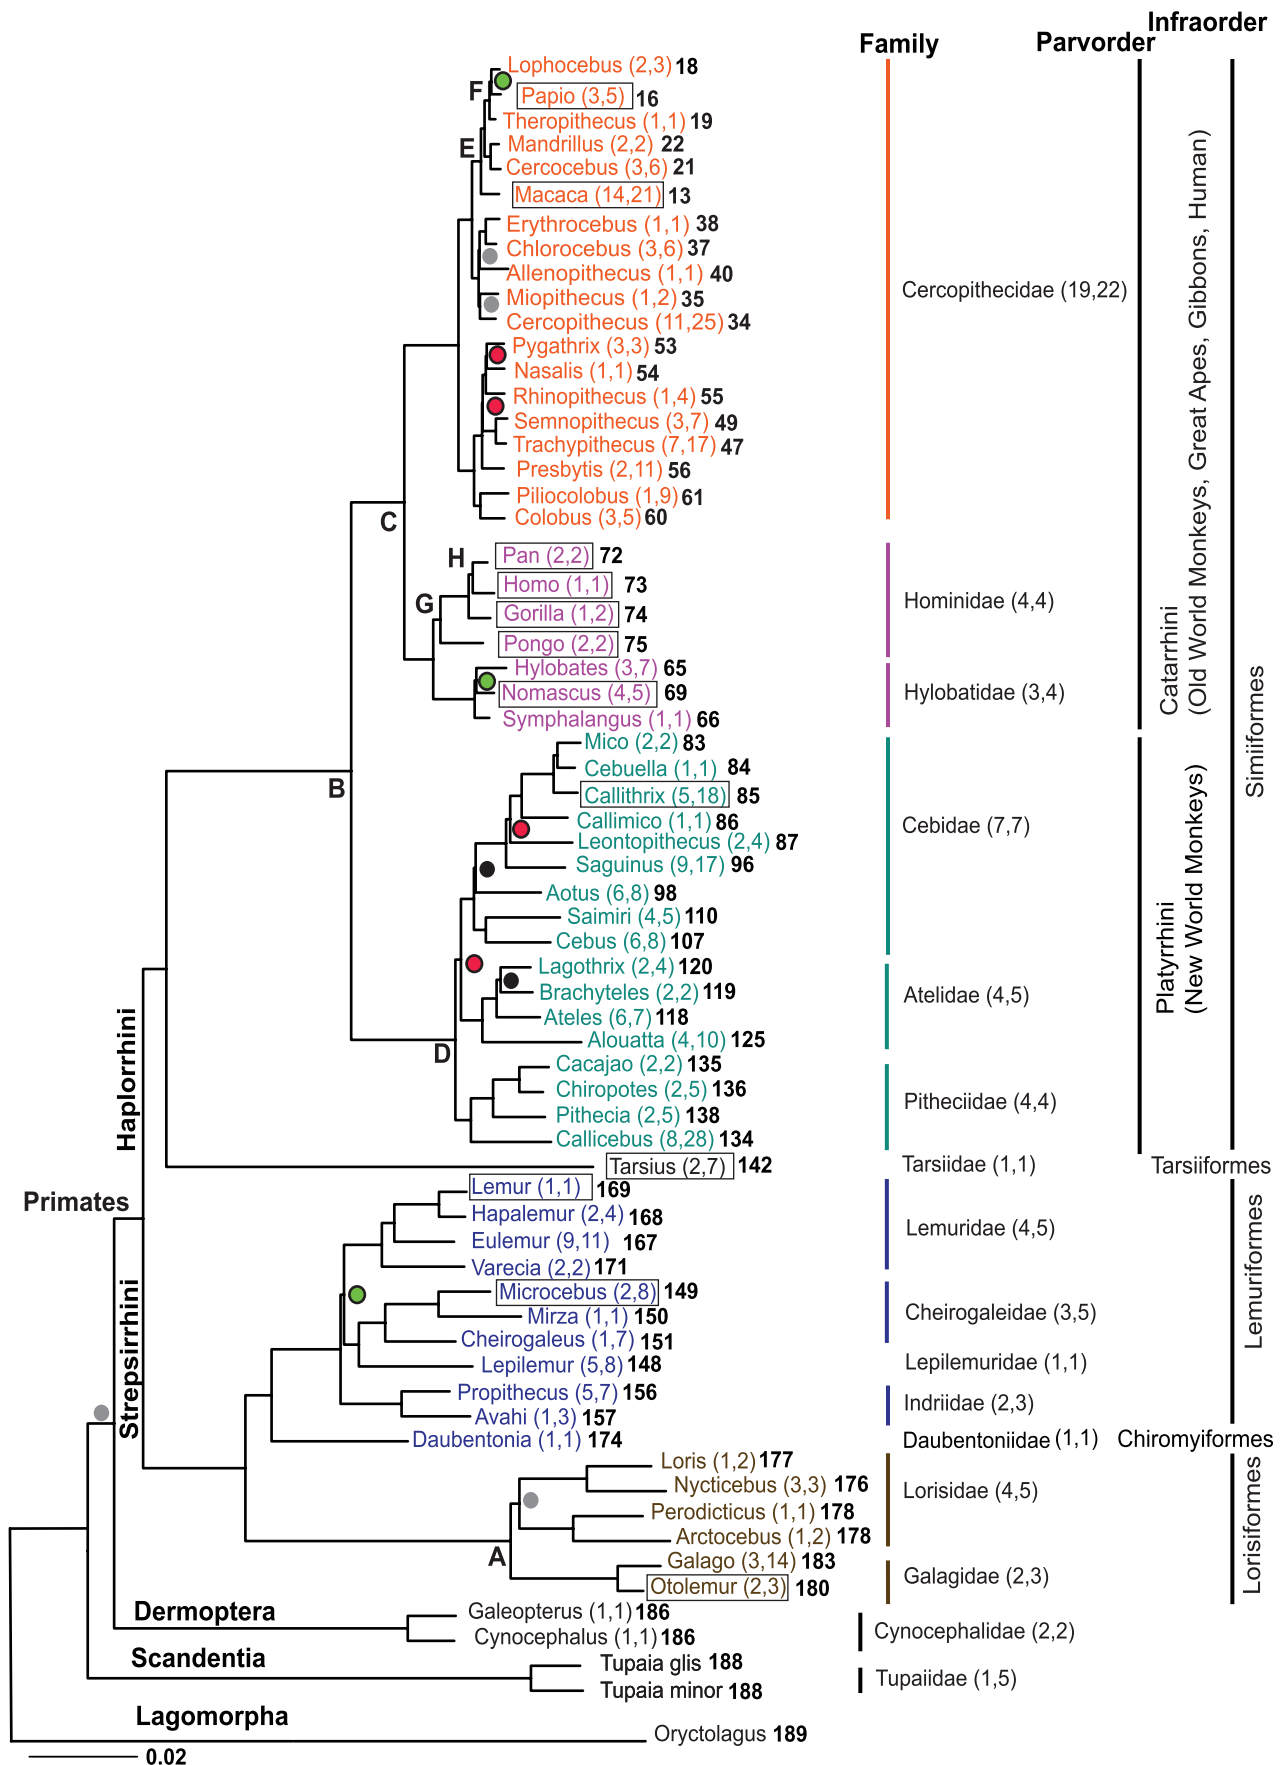 Infraorder
Family
Parvorder
Lophocebus (2,3) 18
F
Papio (3,5) 16
Theropithecus (1,1) 19
E
Mandrillus (2,2) 22
Cercocebus (3,6) 21
Macaca (14,21) 13
Erythrocebus (1,1) 38
Chlorocebus (3,6) 37
Allenopithecus (1,1) 40
Cercopithecidae (19,22)
Miopithecus (1,2) 35
Cercopithecus (11,25) 34
Pygathrix (3,3) 53
Nasalis (1,1) 54
Rhinopithecus (1,4) 55
Semnopithecus (3,7) 49
Trachypithecus (7,17) 47
Presbytis (2,11) 56
Piliocolobus (1,9) 61
Colobus (3,5) 60
C
Catarrhini
(Old World Monkeys, Great Apes, Gibbons, Human)
H
Pan (2,2) 72
Homo (1,1) 73
G
Gorilla (1,2) 74
Hominidae (4,4)
Pongo (2,2) 75
Hylobates (3,7) 65
Nomascus (4,5) 69
Hylobatidae (3,4)
Symphalangus (1,1) 66
Simiiformes
Mico (2,2) 83
Cebuella (1,1) 84
B
Callithrix (5,18) 85
Callimico (1,1) 86
Cebidae (7,7)
Leontopithecus (2,4) 87
Saguinus (9,17) 96
Aotus (6,8) 98
Saimiri (4,5) 110
Cebus (6,8) 107
Platyrrhini
(New World Monkeys)
Lagothrix (2,4) 120
Brachyteles (2,2) 119
Atelidae (4,5)
Ateles (6,7) 118
Alouatta (4,10) 125
D
Cacajao (2,2) 135
Chiropotes (2,5) 136
Pitheciidae (4,4)
Pithecia (2,5) 138
Callicebus (8,28) 134
Haplorrhini
Tarsius (2,7) 142
Tarsiidae (1,1)
Tarsiiformes
Primates
Lemur (1,1) 169
Hapalemur (2,4) 168
Lemuridae (4,5)
Eulemur (9,11) 167
Varecia (2,2) 171
Lemuriformes
Microcebus (2,8) 149
Mirza (1,1) 150
Cheirogaleidae (3,5)
Cheirogaleus (1,7) 151
Lepilemur (5,8) 148
Lepilemuridae (1,1)
Strepsirrhini
Propithecus (5,7) 156
Indriidae (2,3)
Avahi (1,3) 157
Daubentonia (1,1) 174
Daubentoniidae (1,1)
Chiromyiformes
Loris (1,2) 177
Nycticebus (3,3) 176
Lorisidae (4,5)
Perodicticus (1,1) 178
Arctocebus (1,2) 178
Lorisiformes
A
Galago (3,14) 183
Galagidae (2,3)
Otolemur (2,3) 180
Dermoptera
Galeopterus (1,1) 186
Cynocephalus (1,1) 186
Cynocephalidae (2,2)
Scandentia
Tupaia glis 188
Tupaiidae (1,5)
Tupaia minor 188
Lagomorpha
Oryctolagus 189
0.02